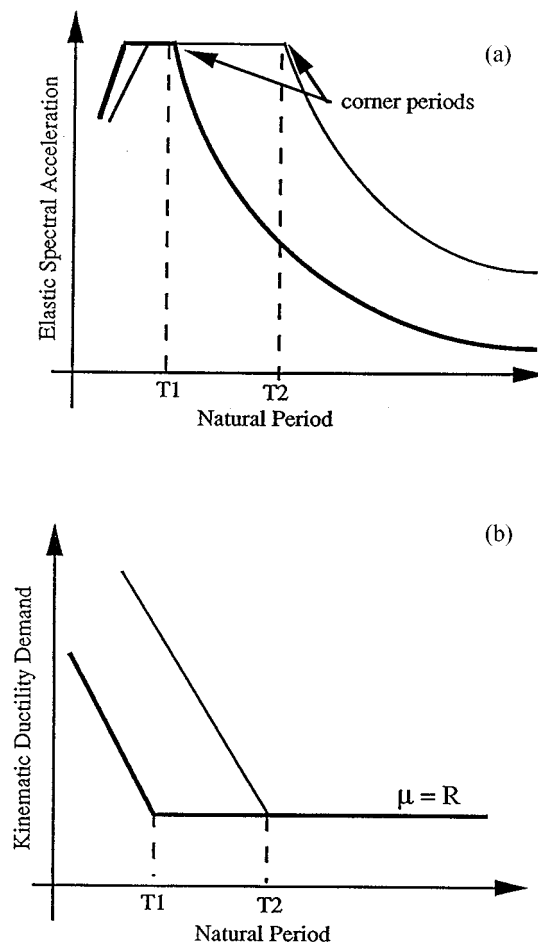 (a)
corner periods
Elastic Spectral Acceleration
T1
T2
Natural Period
(b)
Kinematic Ductility Demand
μ = R
T1
T2
Natural Period